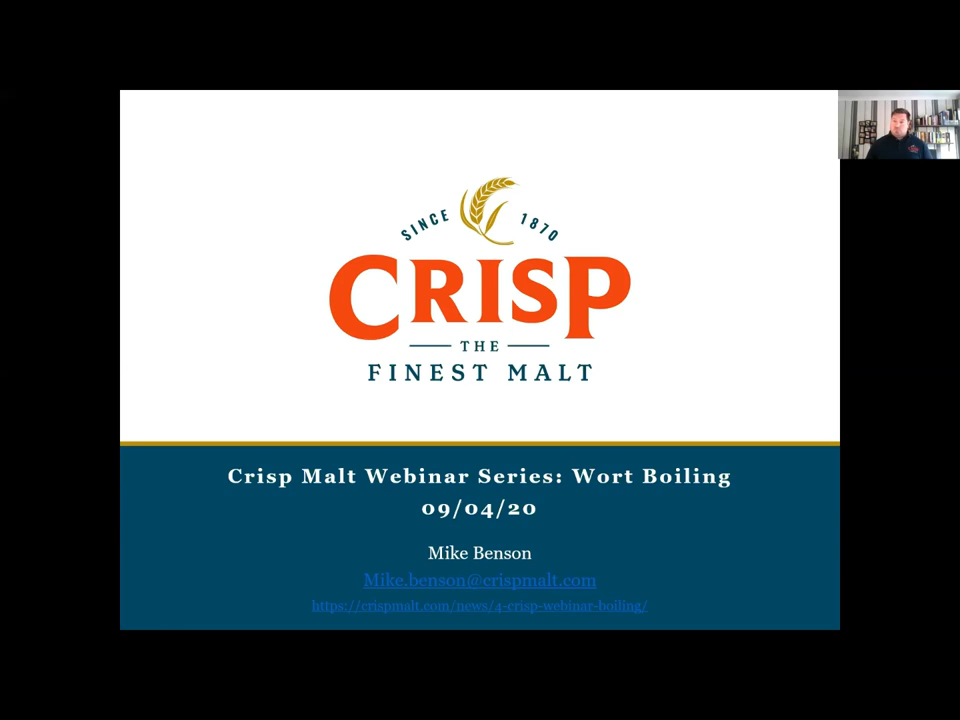 SINCE 1870
CRISP
THE
FINEST MALT
Crisp Malt Webinar Series: Wort Boiling
09/04/20
Mike Benson
Mike.benson@crispmalt.com
https://crispmalt.com/news/4-crisp-webinar-boiling/